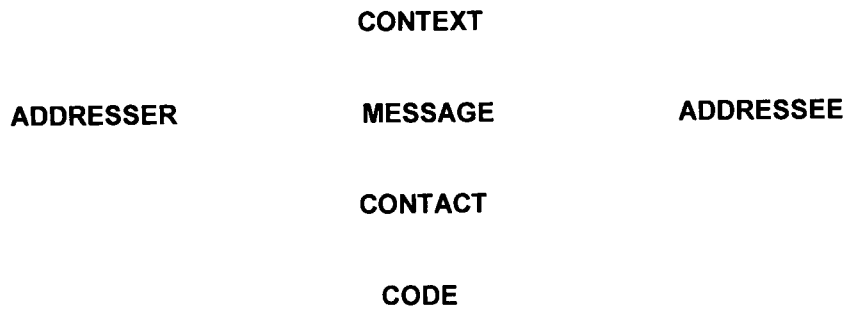 CONTEXT
ADDRESSER MESSAGE ADDRESSEE
CONTACT
CODE